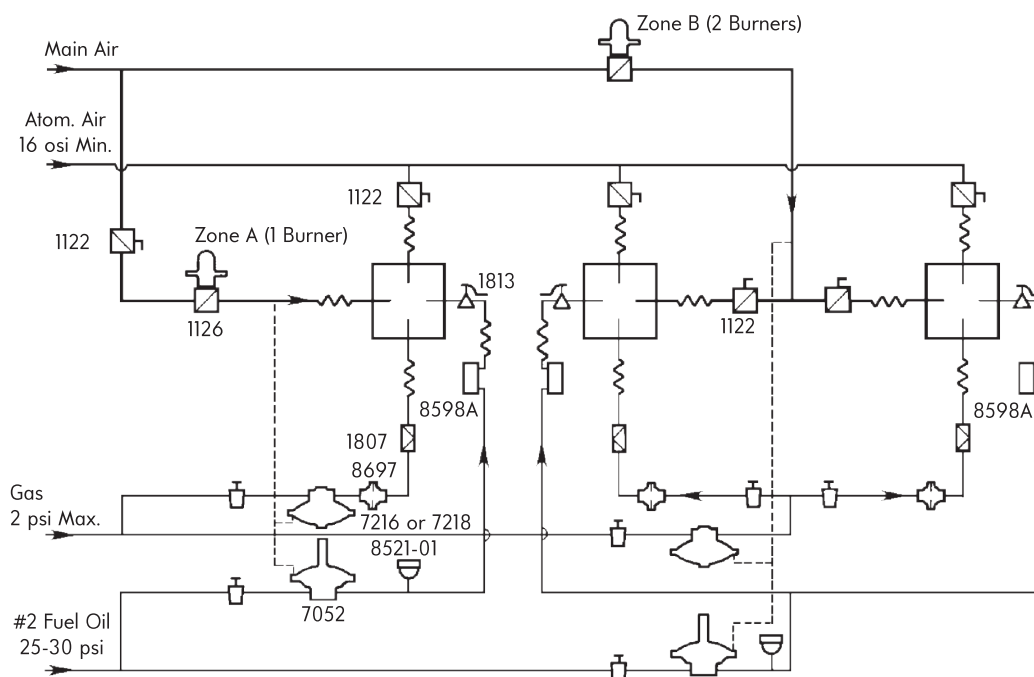 Zone B (2 Burners)
Main Air
Atom. Air
16 osi Min.
1122
1122
Zone A (1 Burner)
1813
1126
1122
8598A
8598A
1807
8697
Gas
2 psi Max.
7216 or 7218
8521-01
7052
#2 Fuel Oil
25-30 psi